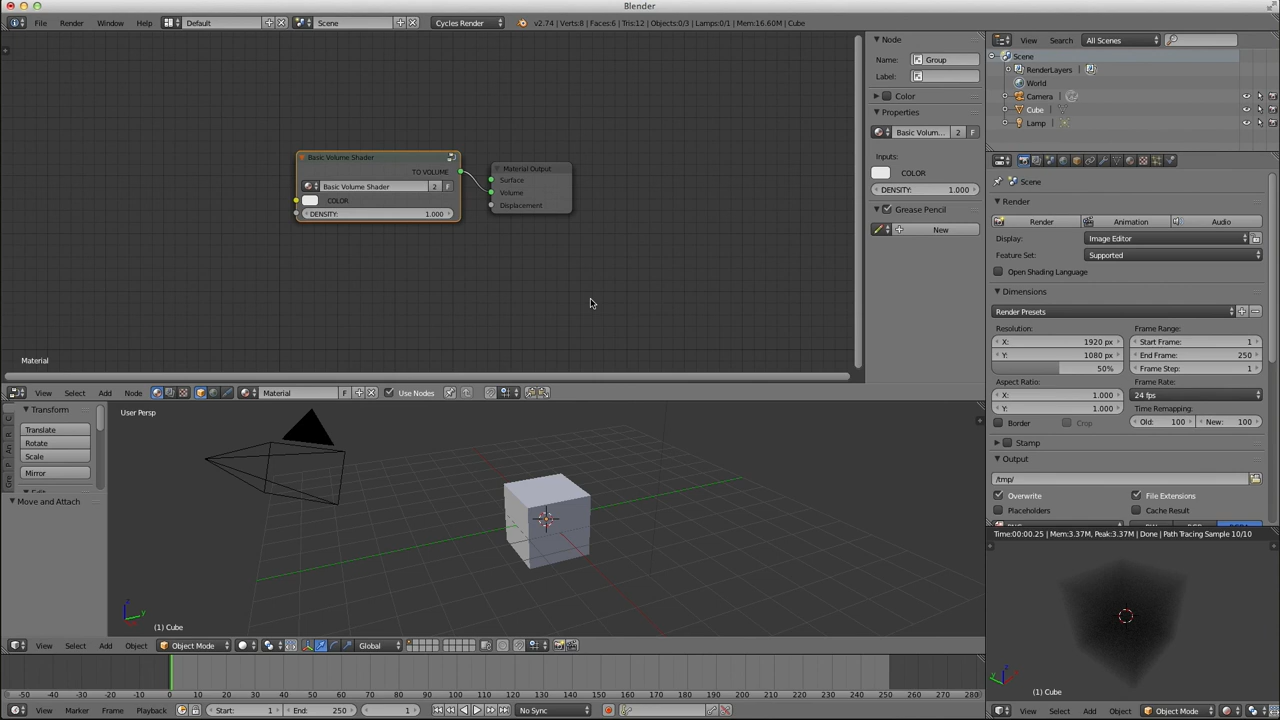 Blender
File Render Window Help Default Scene Cycles Render v2.74 | Verts:8 | Faces:6 | Tris:12 | Objects:0/3 | Lamps:0/1 | Mem:16.60M | Cube
Basic Volume Shader
TO VOLUME
Basic Volume Shader 2 F
COLOR
DENSITY: 1.000
Material Output
Surface
Volume
Displacement
Material
View Select Add Node Material F Use Nodes
Node
Name: Group
Label:
Color
Properties
Basic Volum... 2 F
Inputs:
COLOR
DENSITY: 1.000
Grease Pencil
New
View Search All Scenes
Scene
RenderLayers
World
Camera
Cube
Lamp
Scene
Render
Render Animation Audio
Display: Image Editor
Feature Set: Supported
Open Shading Language
Dimensions
Render Presets
Resolution: Frame Range:
X: 1920 px Start Frame: 1
Y: 1080 px End Frame: 250
50% Frame Step: 1
Aspect Ratio: Frame Rate:
X: 1.000 24 fps
Y: 1.000 Time Remapping:
Border Crop Old: 100 New: 100
Stamp
Output
/tmp/
Overwrite File Extensions
Placeholders Cache Result
Transform
Translate
Rotate
Scale
Mirror
Move and Attach
User Persp
(1) Cube
View Select Add Object Object Mode Global
Time:00:00.25 | Mem:3.37M, Peak:3.37M | Done | Path Tracing Sample 10/10
(1) Cube
View Select Add Object Object Mode
-50 -40 -30 -20 -10 0 10 20 30 40 50 60 70 80 90 100 110 120 130 140 150 160 170 180 190 200 210 220 230 240 250 260 270 280
View Marker Frame Playback Start: 1 End: 250 1 No Sync